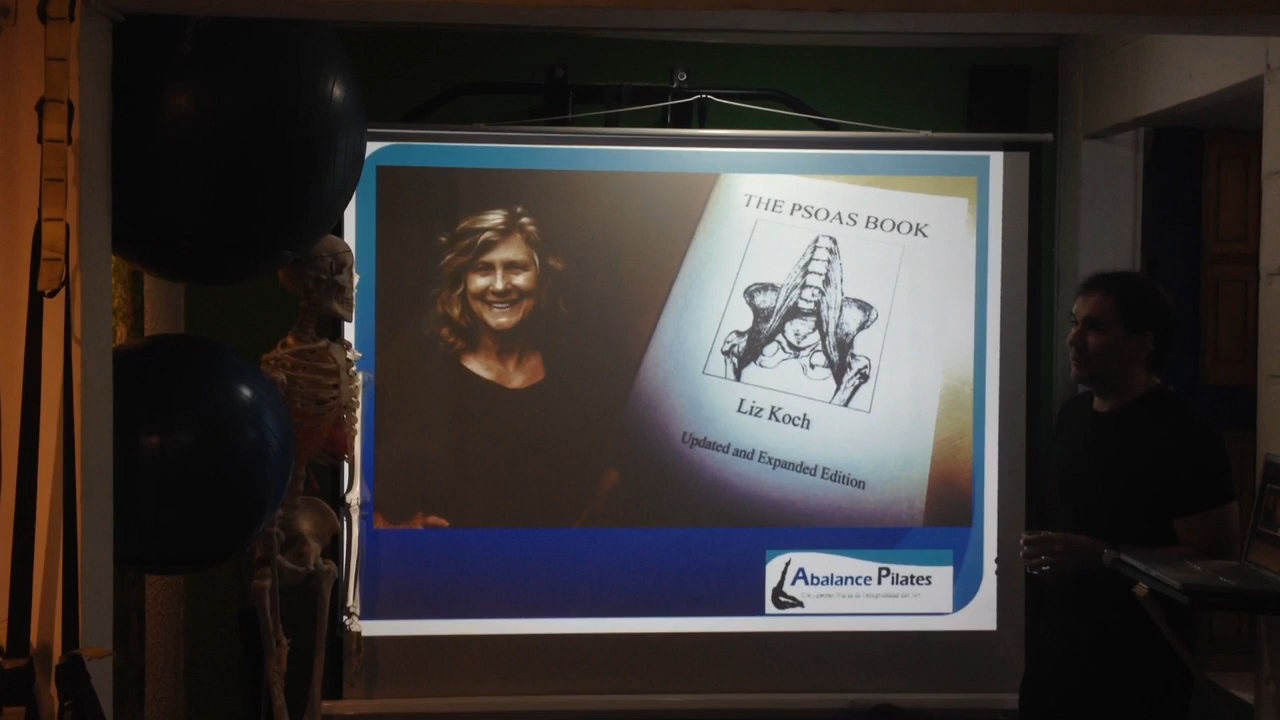 THE PSOAS BOOK
Liz Koch
Updated and Expanded Edition
Abalance Pilates